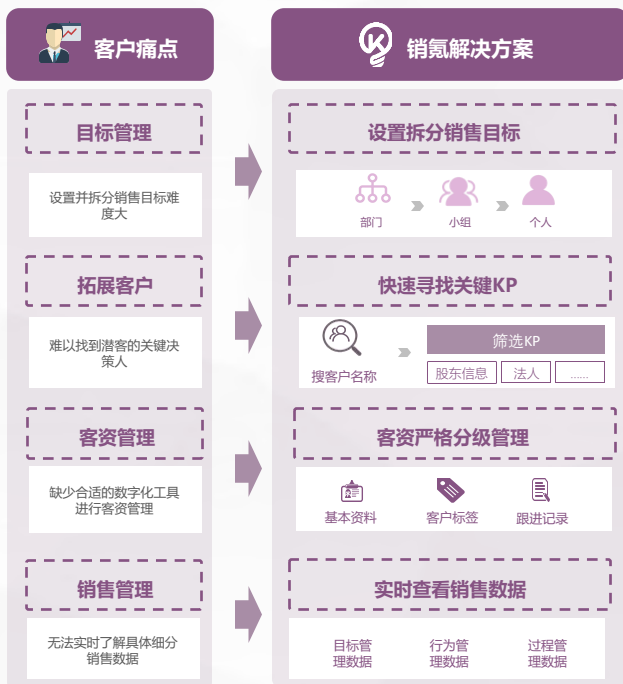 客户痛点
销氪解决方案
目标管理
设置并拆分销售目标难
度大
设置拆分销售目标
部门
小组
个人
拓展客户
难以找到潜客的关键决
策人
快速寻找关键KP
搜客户名称
筛选KP
股东信息
法人
......
客资管理
缺少合适的数字化工具
进行客资管理
客资严格分级管理
基本资料
客户标签
跟进记录
销售管理
无法实时了解具体细分
销售数据
实时查看销售数据
目标管
理数据
行为管
理数据
过程管
理数据